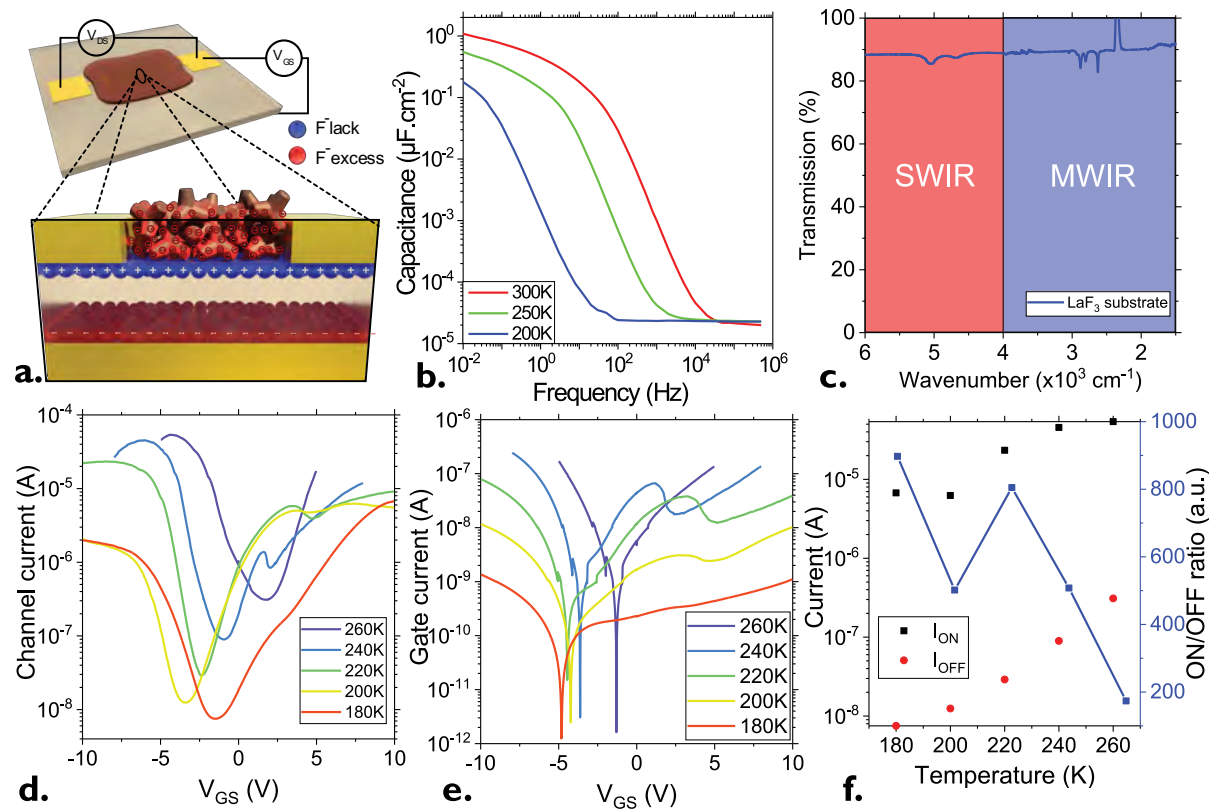 a.
V_DS
V_GS
F⁻lack
F⁻excess
b.
Capacitance (µF.cm⁻²)
10⁰
10⁻¹
10⁻²
10⁻³
10⁻⁴
10⁻⁵
300K
250K
200K
10⁻² 10⁰ 10² 10⁴ 10⁶
Frequency (Hz)
c.
Transmission (%)
100
80
60
40
20
0
SWIR
MWIR
LaF₃ substrate
6 5 4 3 2
Wavenumber (x10³ cm⁻¹)
d.
Channel current (A)
10⁻⁴
10⁻⁵
10⁻⁶
10⁻⁷
10⁻⁸
260K
240K
220K
200K
180K
-10 -5 0 5 10
V_GS (V)
e.
Gate current (A)
10⁻⁶
10⁻⁷
10⁻⁸
10⁻⁹
10⁻¹⁰
10⁻¹¹
10⁻¹²
260K
240K
220K
200K
180K
-10 -5 0 5 10
V_GS (V)
f.
Current (A)
10⁻⁵
10⁻⁶
10⁻⁷
10⁻⁸
I_ON
I_OFF
ON/OFF ratio (a.u.)
1000
800
600
500
400
300
200
180 200 220 240 260
Temperature (K)